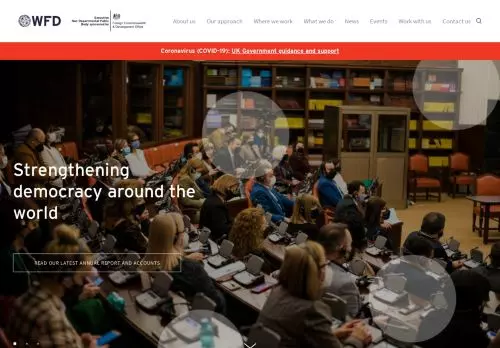 WFD
Executive
Non-Departmental Public
Body sponsored by
Foreign, Commonwealth
& Development Office
About us
Our approach
Where we work
What we do
News
Events
Work with us
Contact us
Coronavirus (COVID-19): UK Government guidance and support
Strengthening
democracy around the
world
READ OUR LATEST ANNUAL REPORT AND ACCOUNTS